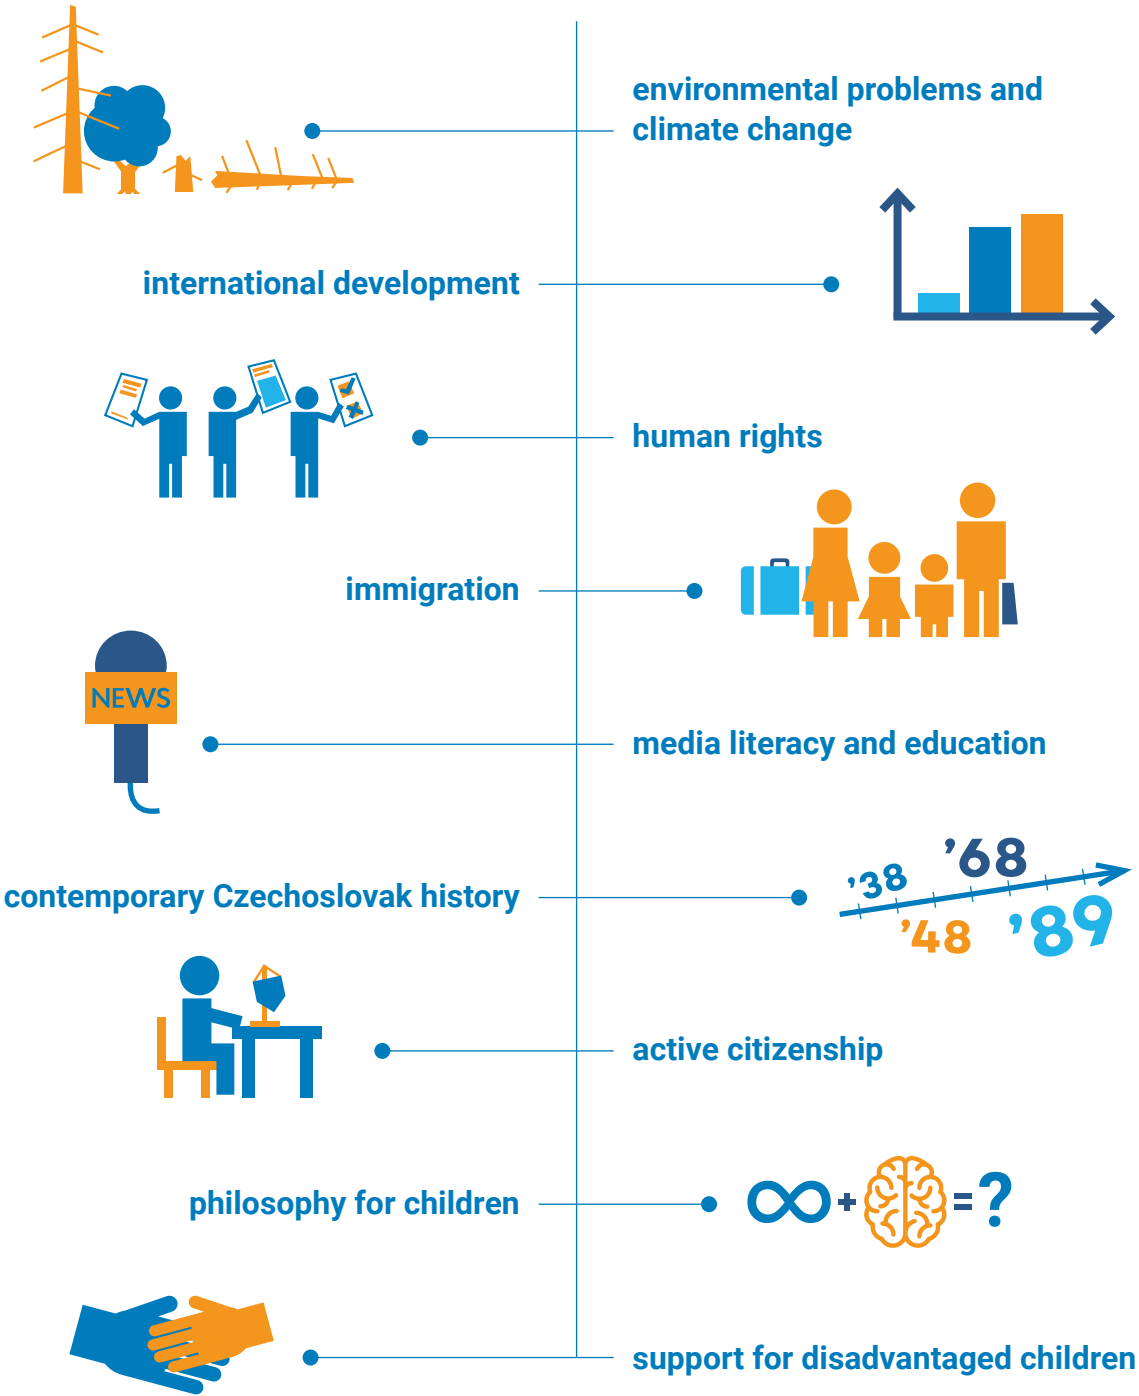 environmental problems and
climate change
international development
human rights
immigration
NEWS
media literacy and education
contemporary Czechoslovak history
’38
’68
’48
’89
active citizenship
philosophy for children
+
= ?
support for disadvantaged children